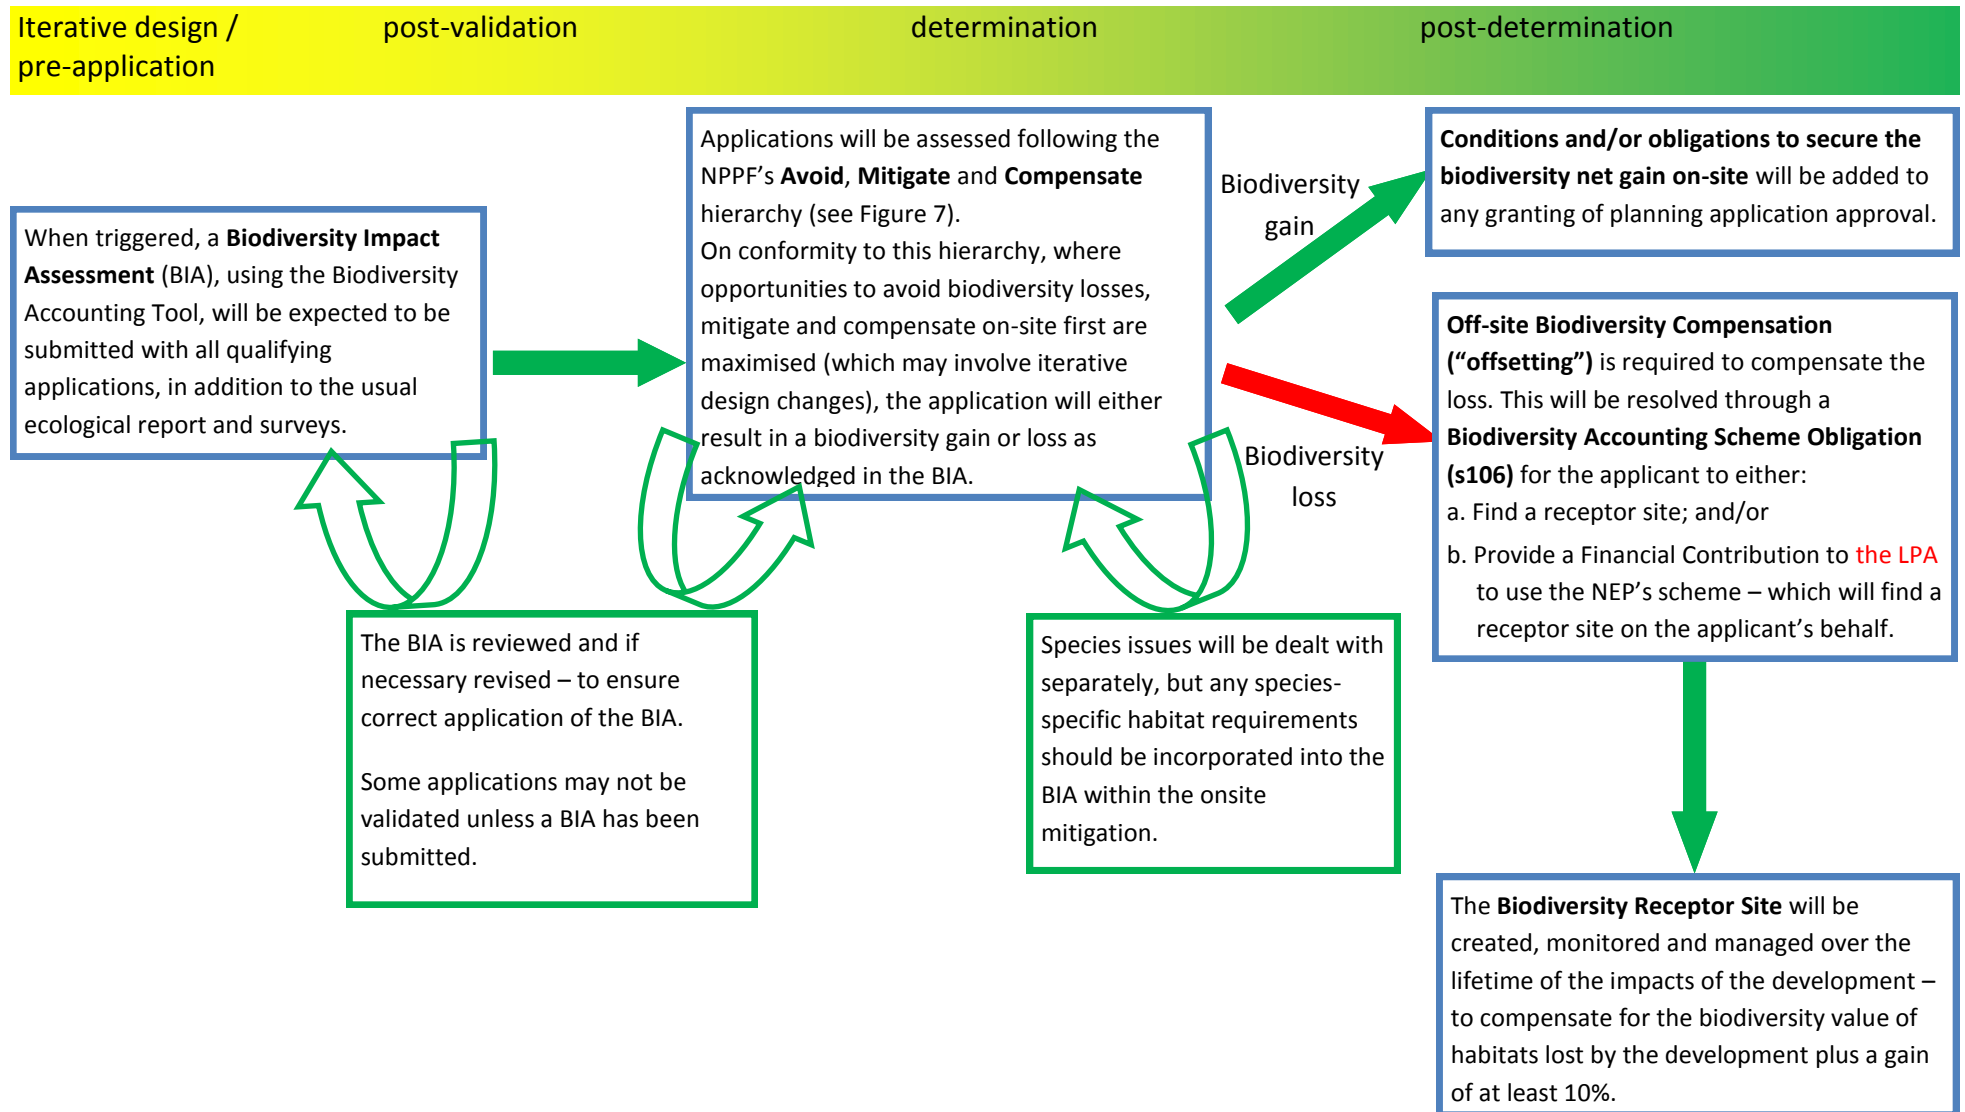 Iterative design /
pre-application
post-validation
determination
post-determination
When triggered, a Biodiversity Impact
Assessment (BIA), using the Biodiversity
Accounting Tool, will be expected to be
submitted with all qualifying
applications, in addition to the usual
ecological report and surveys.
The BIA is reviewed and if
necessary revised – to ensure
correct application of the BIA.
Some applications may not be
validated unless a BIA has been
submitted.
Applications will be assessed following the
NPPF’s Avoid, Mitigate and Compensate
hierarchy (see Figure 7).
On conformity to this hierarchy, where
opportunities to avoid biodiversity losses,
mitigate and compensate on-site first are
maximised (which may involve iterative
design changes), the application will either
result in a biodiversity gain or loss as
acknowledged in the BIA.
Species issues will be dealt with
separately, but any species-
specific habitat requirements
should be incorporated into the
BIA within the onsite
mitigation.
Biodiversity
gain
Biodiversity
loss
Conditions and/or obligations to secure the
biodiversity net gain on-site will be added to
any granting of planning application approval.
Off-site Biodiversity Compensation
(“offsetting”) is required to compensate the
loss. This will be resolved through a
Biodiversity Accounting Scheme Obligation
(s106) for the applicant to either:
a. Find a receptor site; and/or
b. Provide a Financial Contribution to the LPA
to use the NEP’s scheme – which will find a
receptor site on the applicant’s behalf.
The Biodiversity Receptor Site will be
created, monitored and managed over the
lifetime of the impacts of the development –
to compensate for the biodiversity value of
habitats lost by the development plus a gain
of at least 10%.